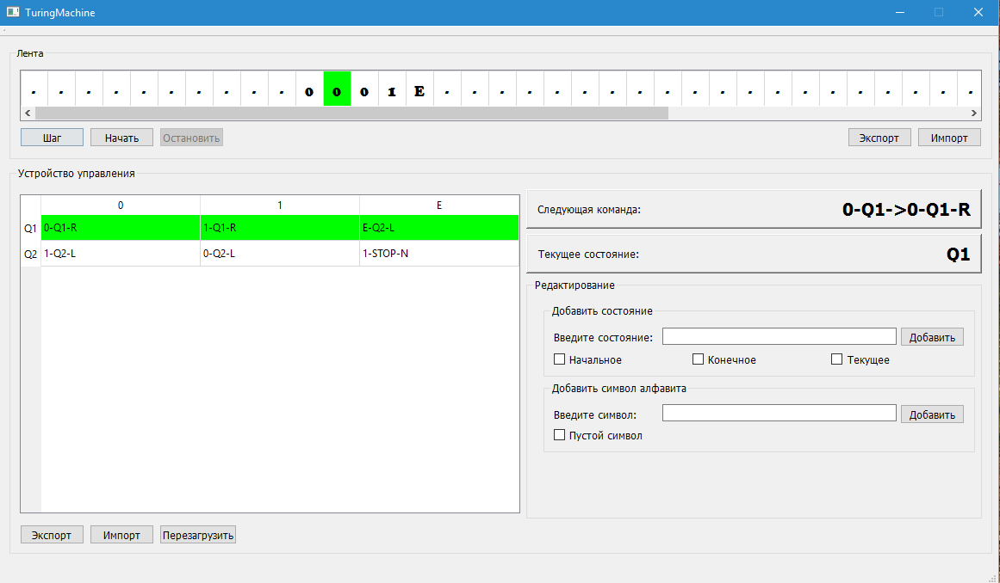 TuringMachine
Лента
. . . . . . . . . . 0 0 0 1 E . . . . . . . . . . . . . . . . . . . .
Шаг Начать Остановить Экспорт Импорт
Устройство управления
0 1 E
Q1 0-Q1-R 1-Q1-R E-Q2-L
Q2 1-Q2-L 0-Q2-L 1-STOP-N
Следующая команда: 0-Q1->0-Q1-R
Текущее состояние: Q1
Редактирование
Добавить состояние
Введите состояние: Добавить
Начальное Конечное Текущее
Добавить символ алфавита
Введите символ: Добавить
Пустой символ
Экспорт Импорт Перезагрузить